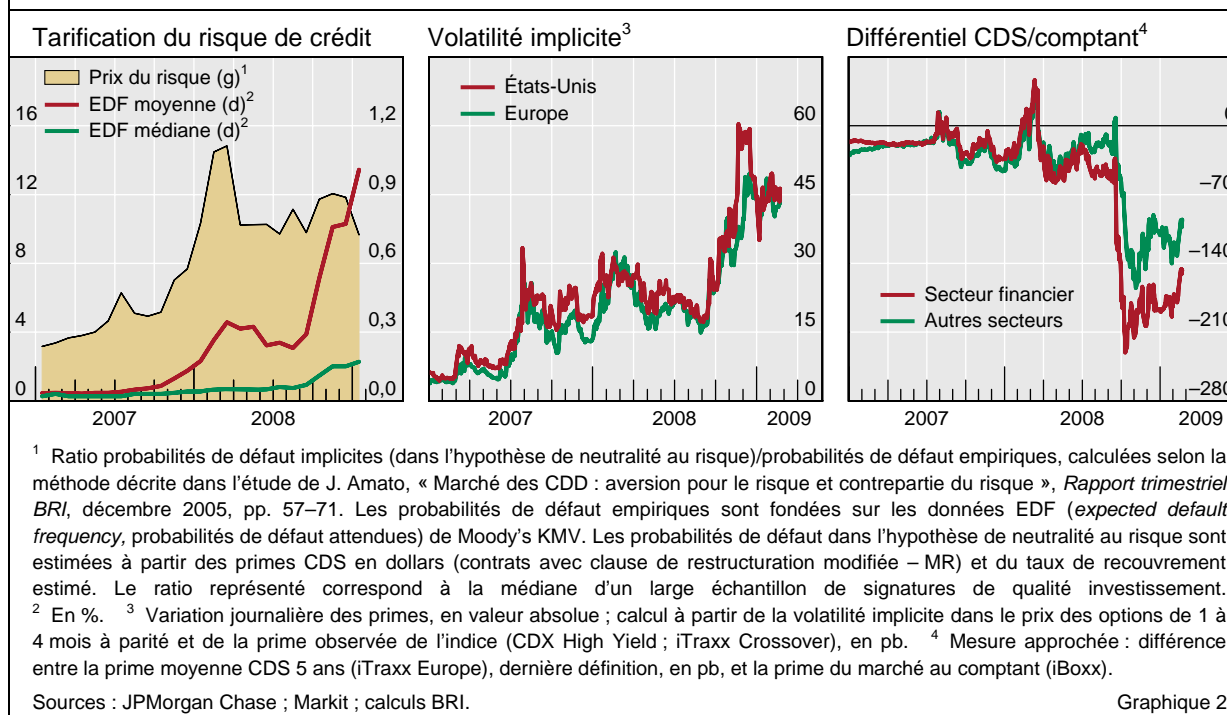 Tarification du risque de crédit
Prix du risque (g)¹
EDF moyenne (d)²
EDF médiane (d)²
16
12
8
4
0
1,2
0,9
0,6
0,3
0,0
2007
2008
Volatilité implicite³
États-Unis
Europe
60
45
30
15
0
2007
2008
2009
Différentiel CDS/comptant⁴
0
–70
–140
–210
–280
Secteur financier
Autres secteurs
2007
2008
2009
¹ Ratio probabilités de défaut implicites (dans l'hypothèse de neutralité au risque)/probabilités de défaut empiriques, calculées selon la
méthode décrite dans l'étude de J. Amato, « Marché des CDD : aversion pour le risque et contrepartie du risque », Rapport trimestriel
BRI, décembre 2005, pp. 57–71. Les probabilités de défaut empiriques sont fondées sur les données EDF (expected default
frequency, probabilités de défaut attendues) de Moody's KMV. Les probabilités de défaut dans l'hypothèse de neutralité au risque sont
estimées à partir des primes CDS en dollars (contrats avec clause de restructuration modifiée – MR) et du taux de recouvrement
estimé. Le ratio représenté correspond à la médiane d'un large échantillon de signatures de qualité investissement.
² En %. ³ Variation journalière des primes, en valeur absolue ; calcul à partir de la volatilité implicite dans le prix des options de 1 à
4 mois à parité et de la prime observée de l'indice (CDX High Yield ; iTraxx Crossover), en pb. ⁴ Mesure approchée : différence
entre la prime moyenne CDS 5 ans (iTraxx Europe), dernière définition, en pb, et la prime du marché au comptant (iBoxx).
Sources : JPMorgan Chase ; Markit ; calculs BRI.
Graphique 2